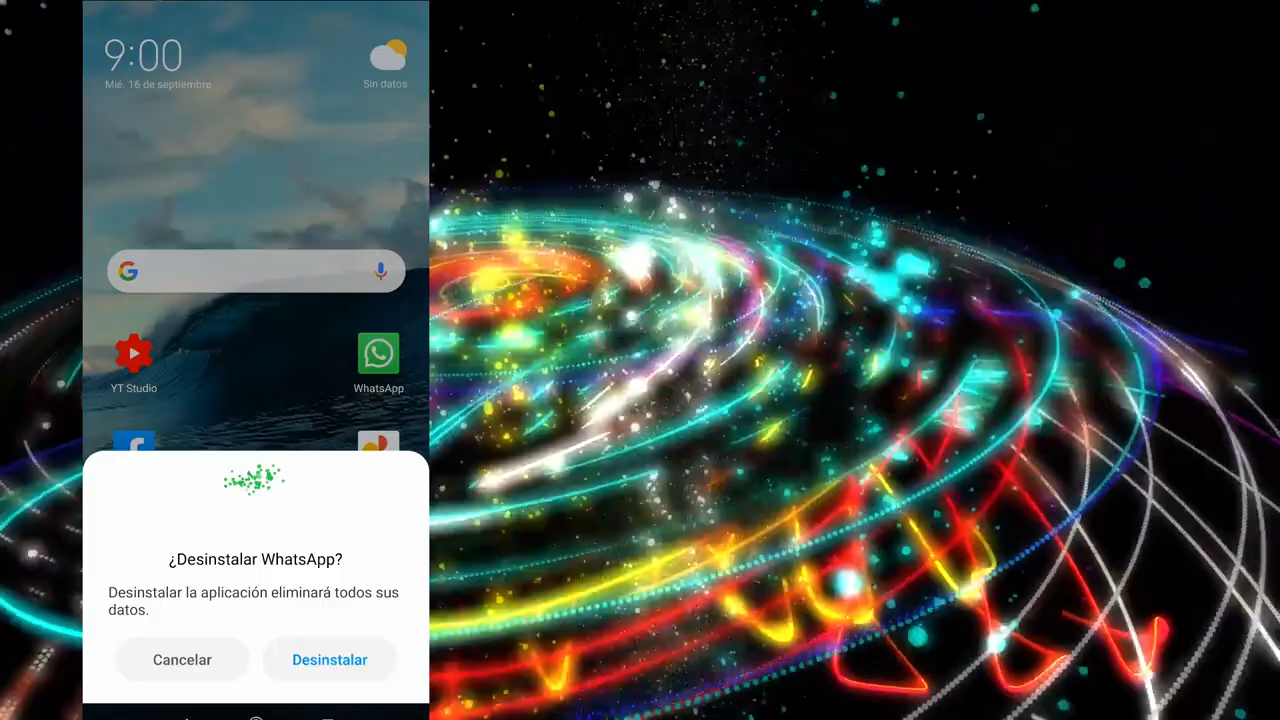 9:00
Mié. 16 de septiembre
Sin datos
YT Studio
WhatsApp
¿Desinstalar WhatsApp?
Desinstalar la aplicación eliminará todos sus
datos.
Cancelar
Desinstalar